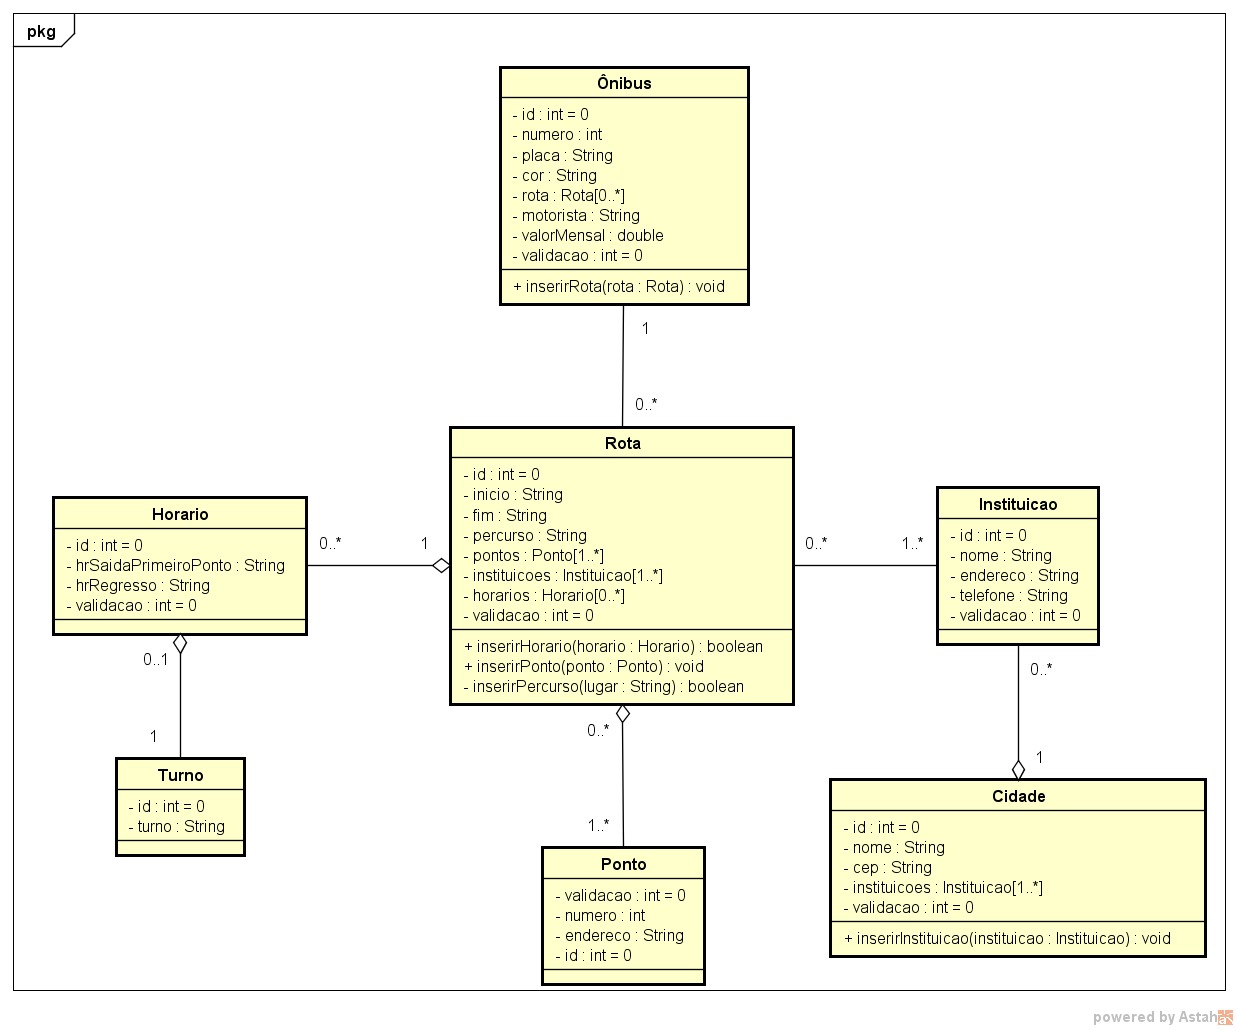 pkg
Ônibus
- id : int = 0
- numero : int
- placa : String
- cor : String
- rota : Rota[0..*]
- motorista : String
- valorMensal : double
- validacao : int = 0
+ inserirRota(rota : Rota) : void
1
0..*
Rota
- id : int = 0
- inicio : String
- fim : String
- percurso : String
- pontos : Ponto[1..*]
- instituicoes : Instituicao[1..*]
- horarios : Horario[0..*]
- validacao : int = 0
+ inserirHorario(horario : Horario) : boolean
+ inserirPonto(ponto : Ponto) : void
- inserirPercurso(lugar : String) : boolean
Horario
- id : int = 0
- hrSaidaPrimeiroPonto : String
- hrRegresso : String
- validacao : int = 0
0..*
1
0..*
1..*
Instituicao
- id : int = 0
- nome : String
- endereco : String
- telefone : String
- validacao : int = 0
0..1
1
Turno
- id : int = 0
- turno : String
0..*
1..*
Ponto
- validacao : int = 0
- numero : int
- endereco : String
- id : int = 0
0..*
1
Cidade
- id : int = 0
- nome : String
- cep : String
- instituicoes : Instituicao[1..*]
- validacao : int = 0
+ inserirInstituicao(instituicao : Instituicao) : void
powered by Astah